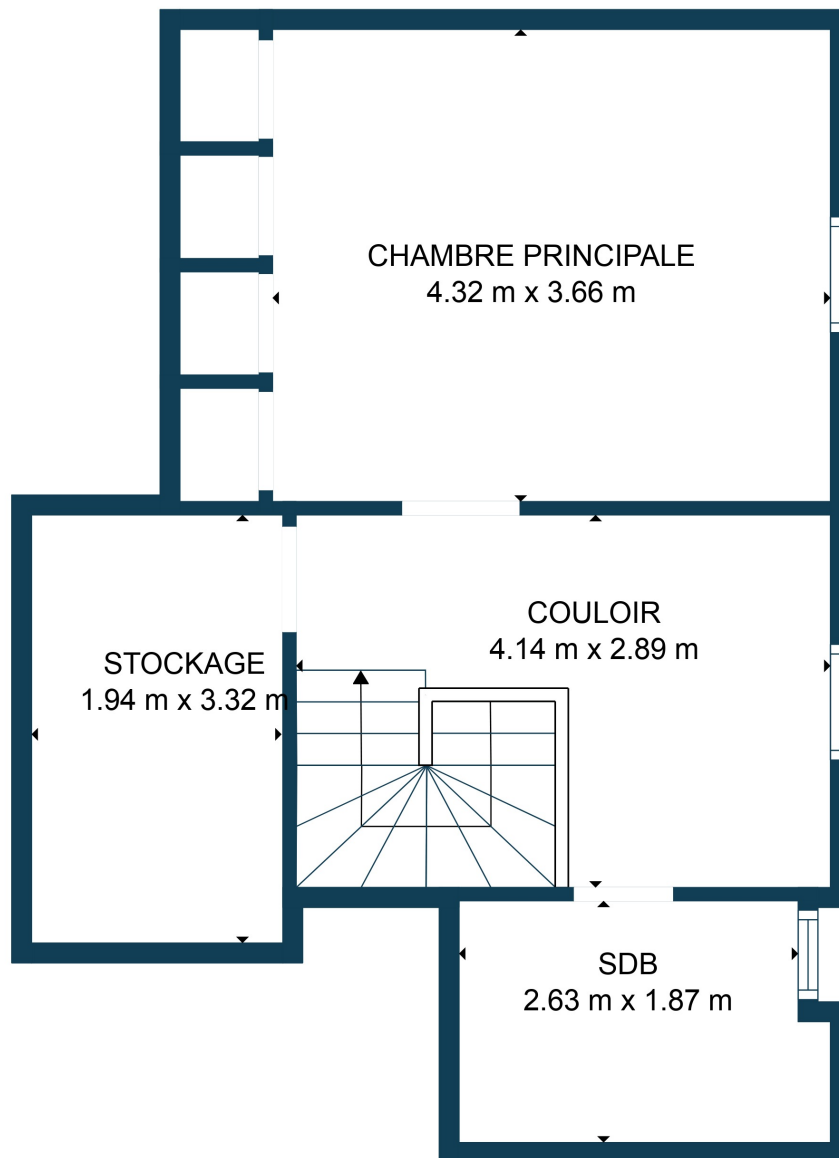 CHAMBRE PRINCIPALE
4.32 m x 3.66 m
COULOIR
4.14 m x 2.89 m
STOCKAGE
1.94 m x 3.32 m
SDB
2.63 m x 1.87 m